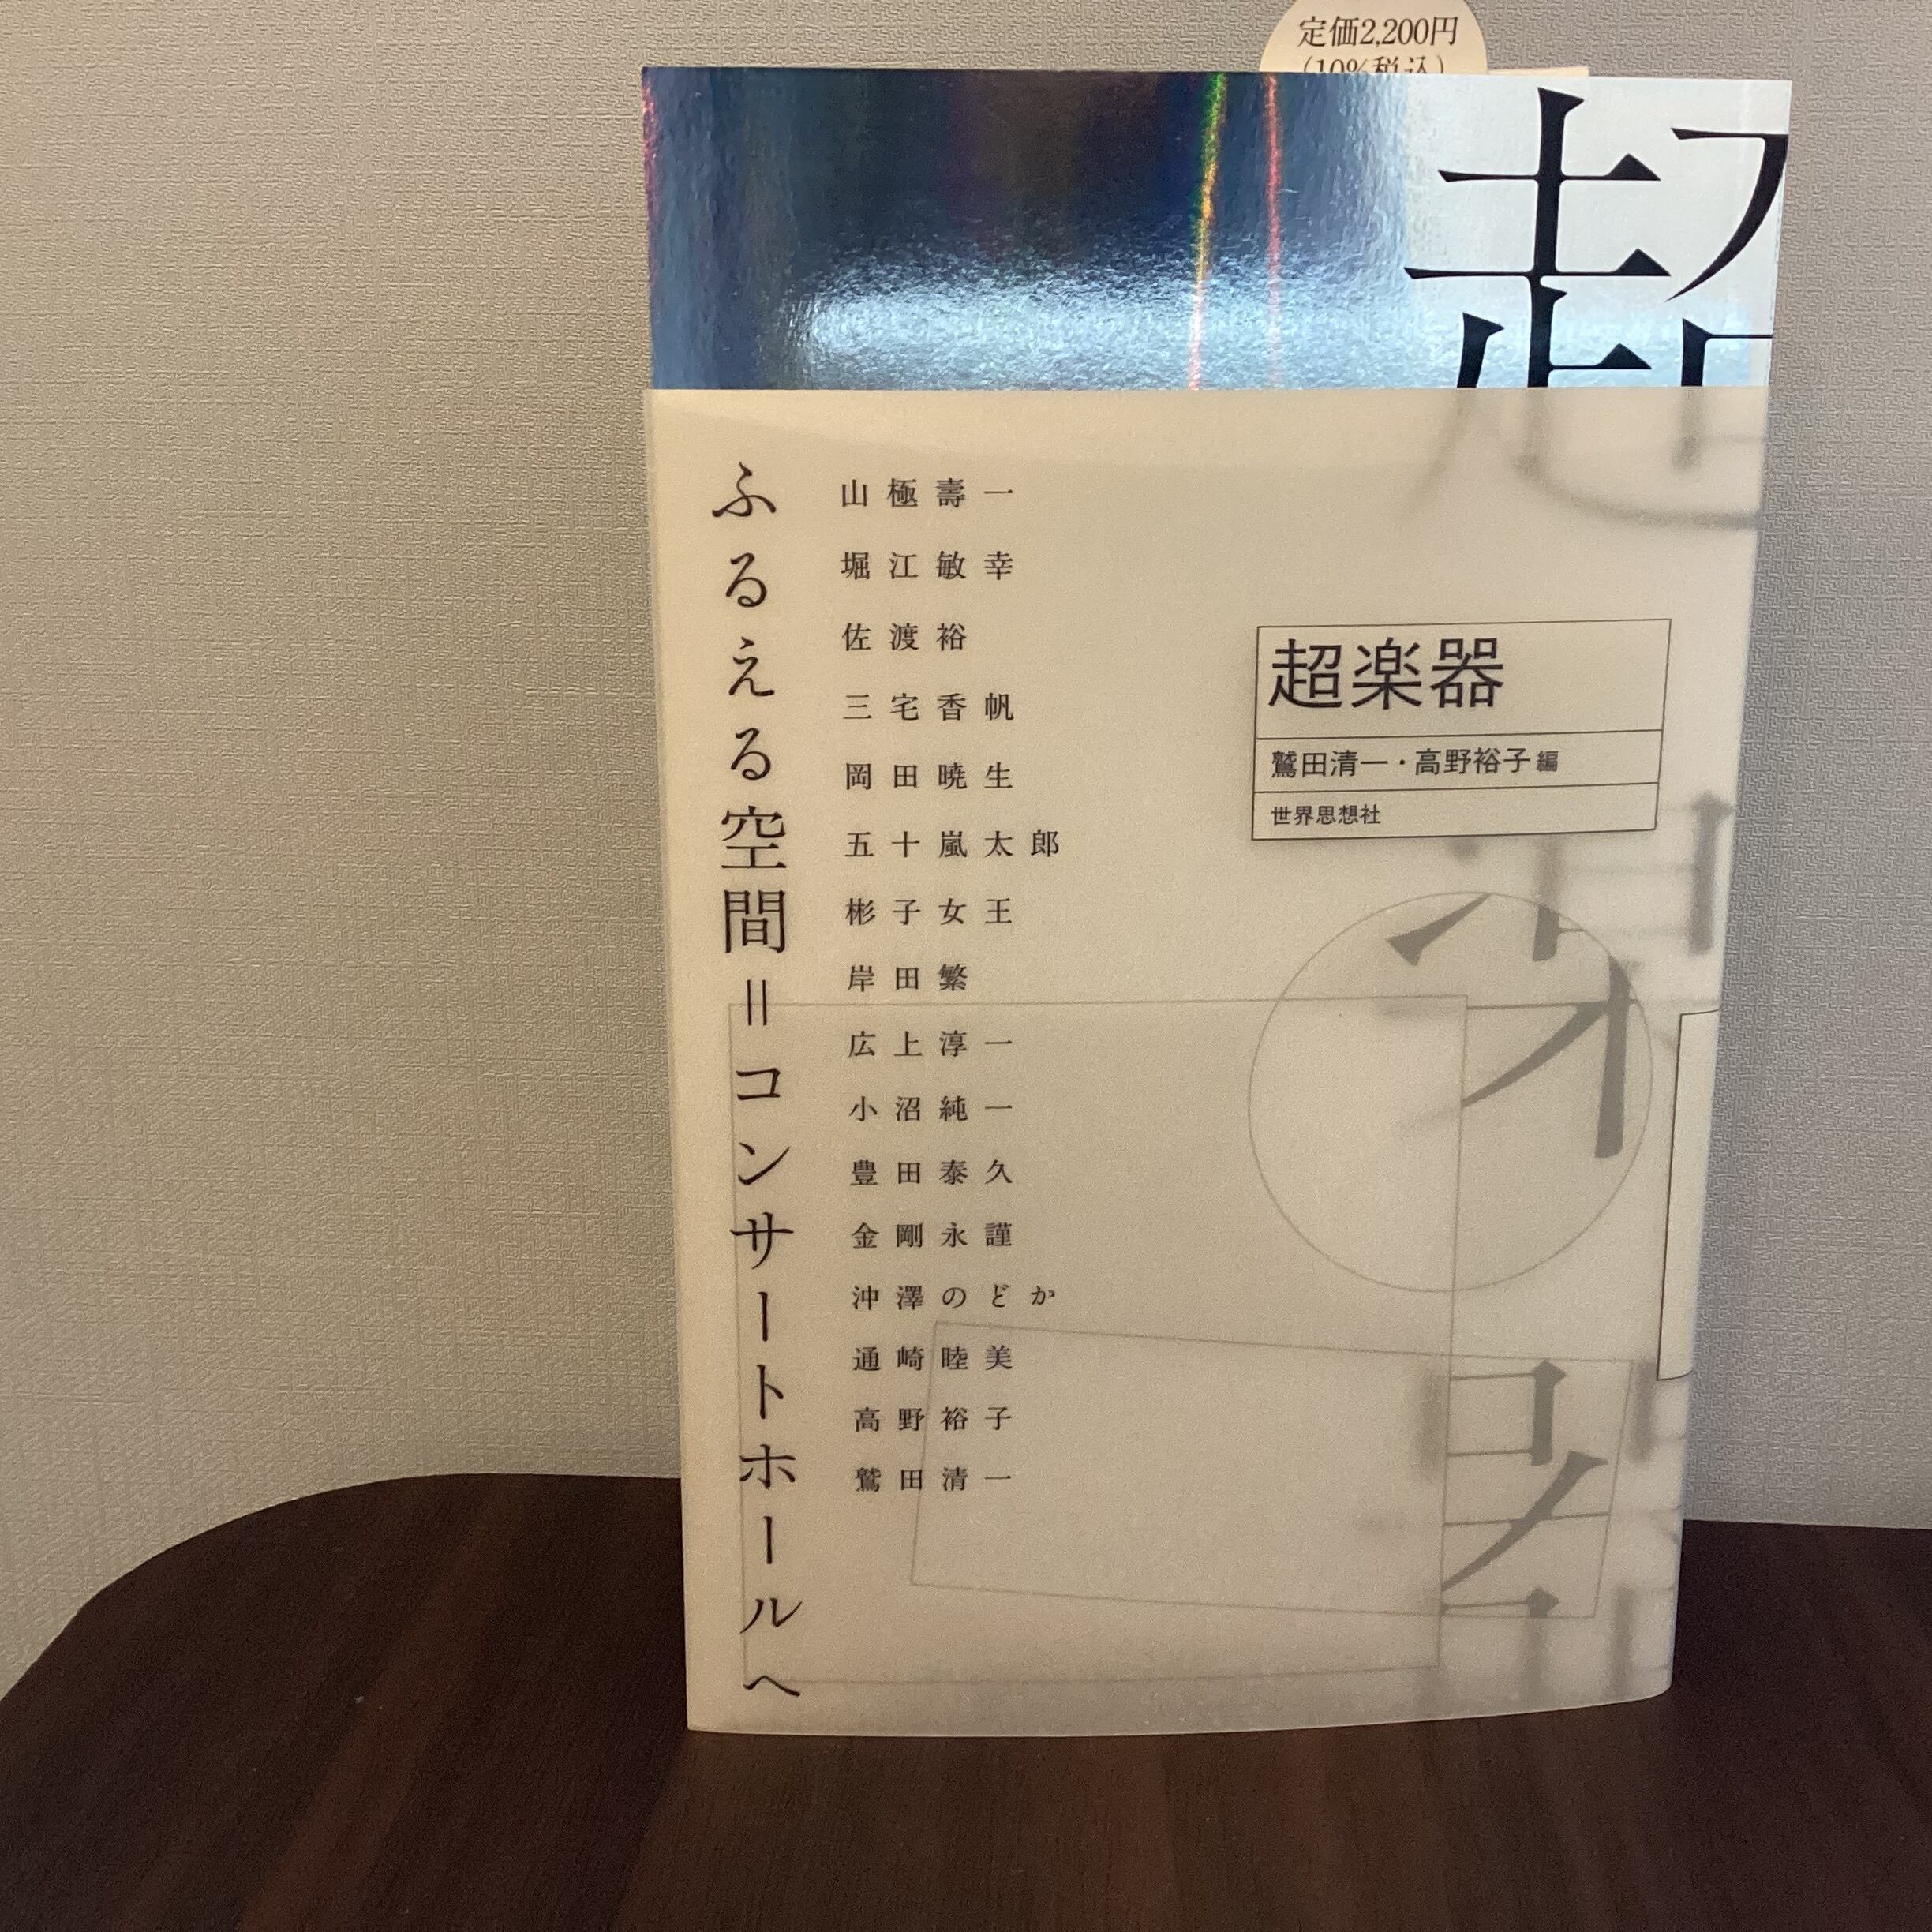 定価2,200円
(10%税込)
超
ふるえる空間＝コンサートホールへ
山極壽一
堀江敏幸
佐渡裕
三宅香帆
岡田暁生
五十嵐太郎
彬子女王
岸田繁
広上淳一
小沼純一
豊田泰久
金剛永謹
沖澤のどか
通崎睦美
高野裕子
鷲田清一
超楽器
鷲田清一・高野裕子 編
世界思想社